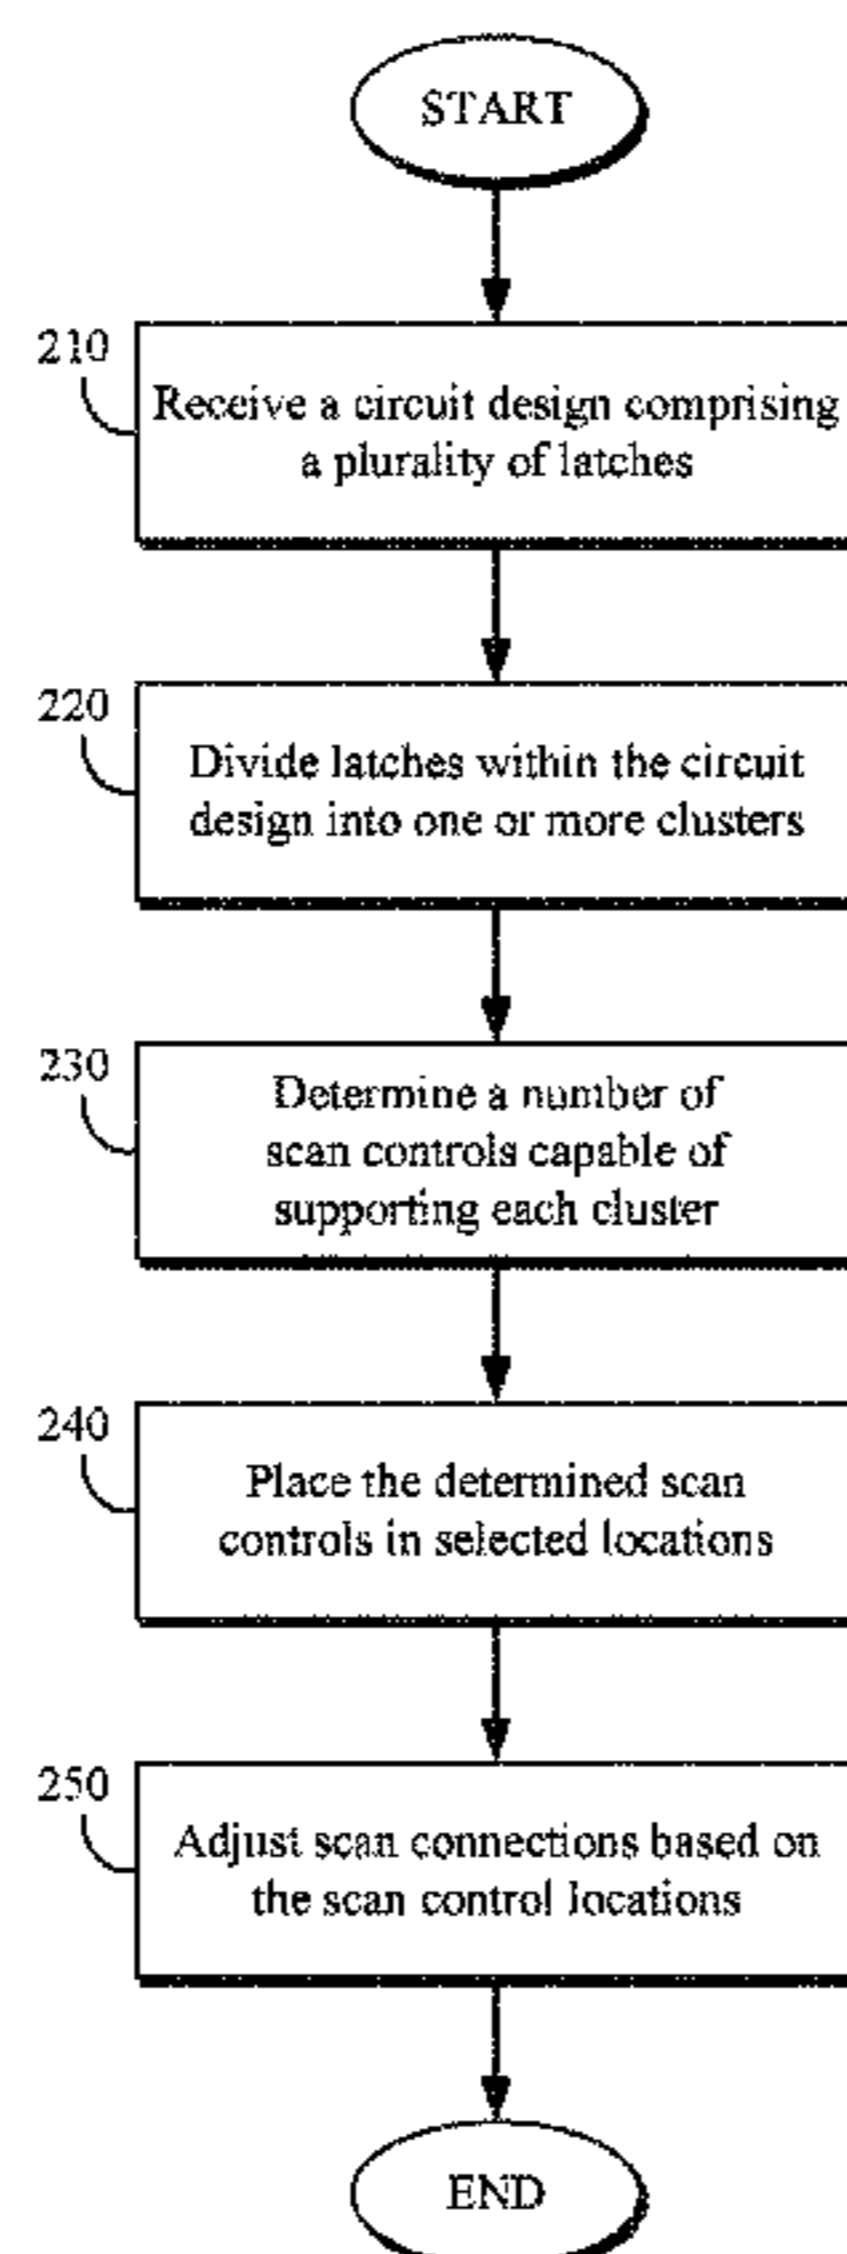 START
210
Receive a circuit design comprising
a plurality of latches
220
Divide latches within the circuit
design into one or more clusters
230
Determine a number of
scan controls capable of
supporting each cluster
240
Place the determined scan
controls in selected locations
250
Adjust scan connections based on
the scan control locations
END